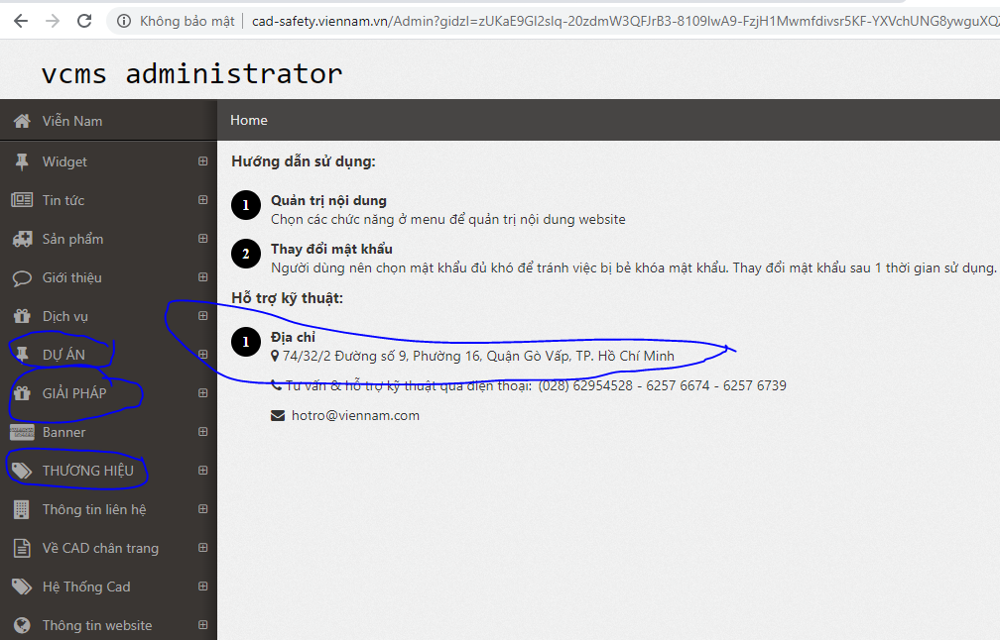 Không bảo mật | cad-safety.viennam.vn/Admin?gidzl=zUKaE9Gl2slq-20zdmW3QFJrB3-8109lwA9-FzjH1Mwmfdivsr5KF-YXVchUNG8ywguXQ
vcms administrator
Viễn Nam
Home
Widget
Tin tức
Sản phẩm
Giới thiệu
Dịch vụ
DỰ ÁN
GIẢI PHÁP
Banner
THƯƠNG HIỆU
Thông tin liên hệ
Về CAD chân trang
Hệ Thống Cad
Thông tin website
Hướng dẫn sử dụng:
1 Quản trị nội dung
Chọn các chức năng ở menu để quản trị nội dung website
2 Thay đổi mật khẩu
Người dùng nên chọn mật khẩu đủ khó để tránh việc bị bẻ khóa mật khẩu. Thay đổi mật khẩu sau 1 thời gian sử dụng.
Hỗ trợ kỹ thuật:
1 Địa chỉ
74/32/2 Đường số 9, Phường 16, Quận Gò Vấp, TP. Hồ Chí Minh
Tư vấn & hỗ trợ kỹ thuật qua điện thoại: (028) 62954528 - 6257 6674 - 6257 6739
hotro@viennam.com